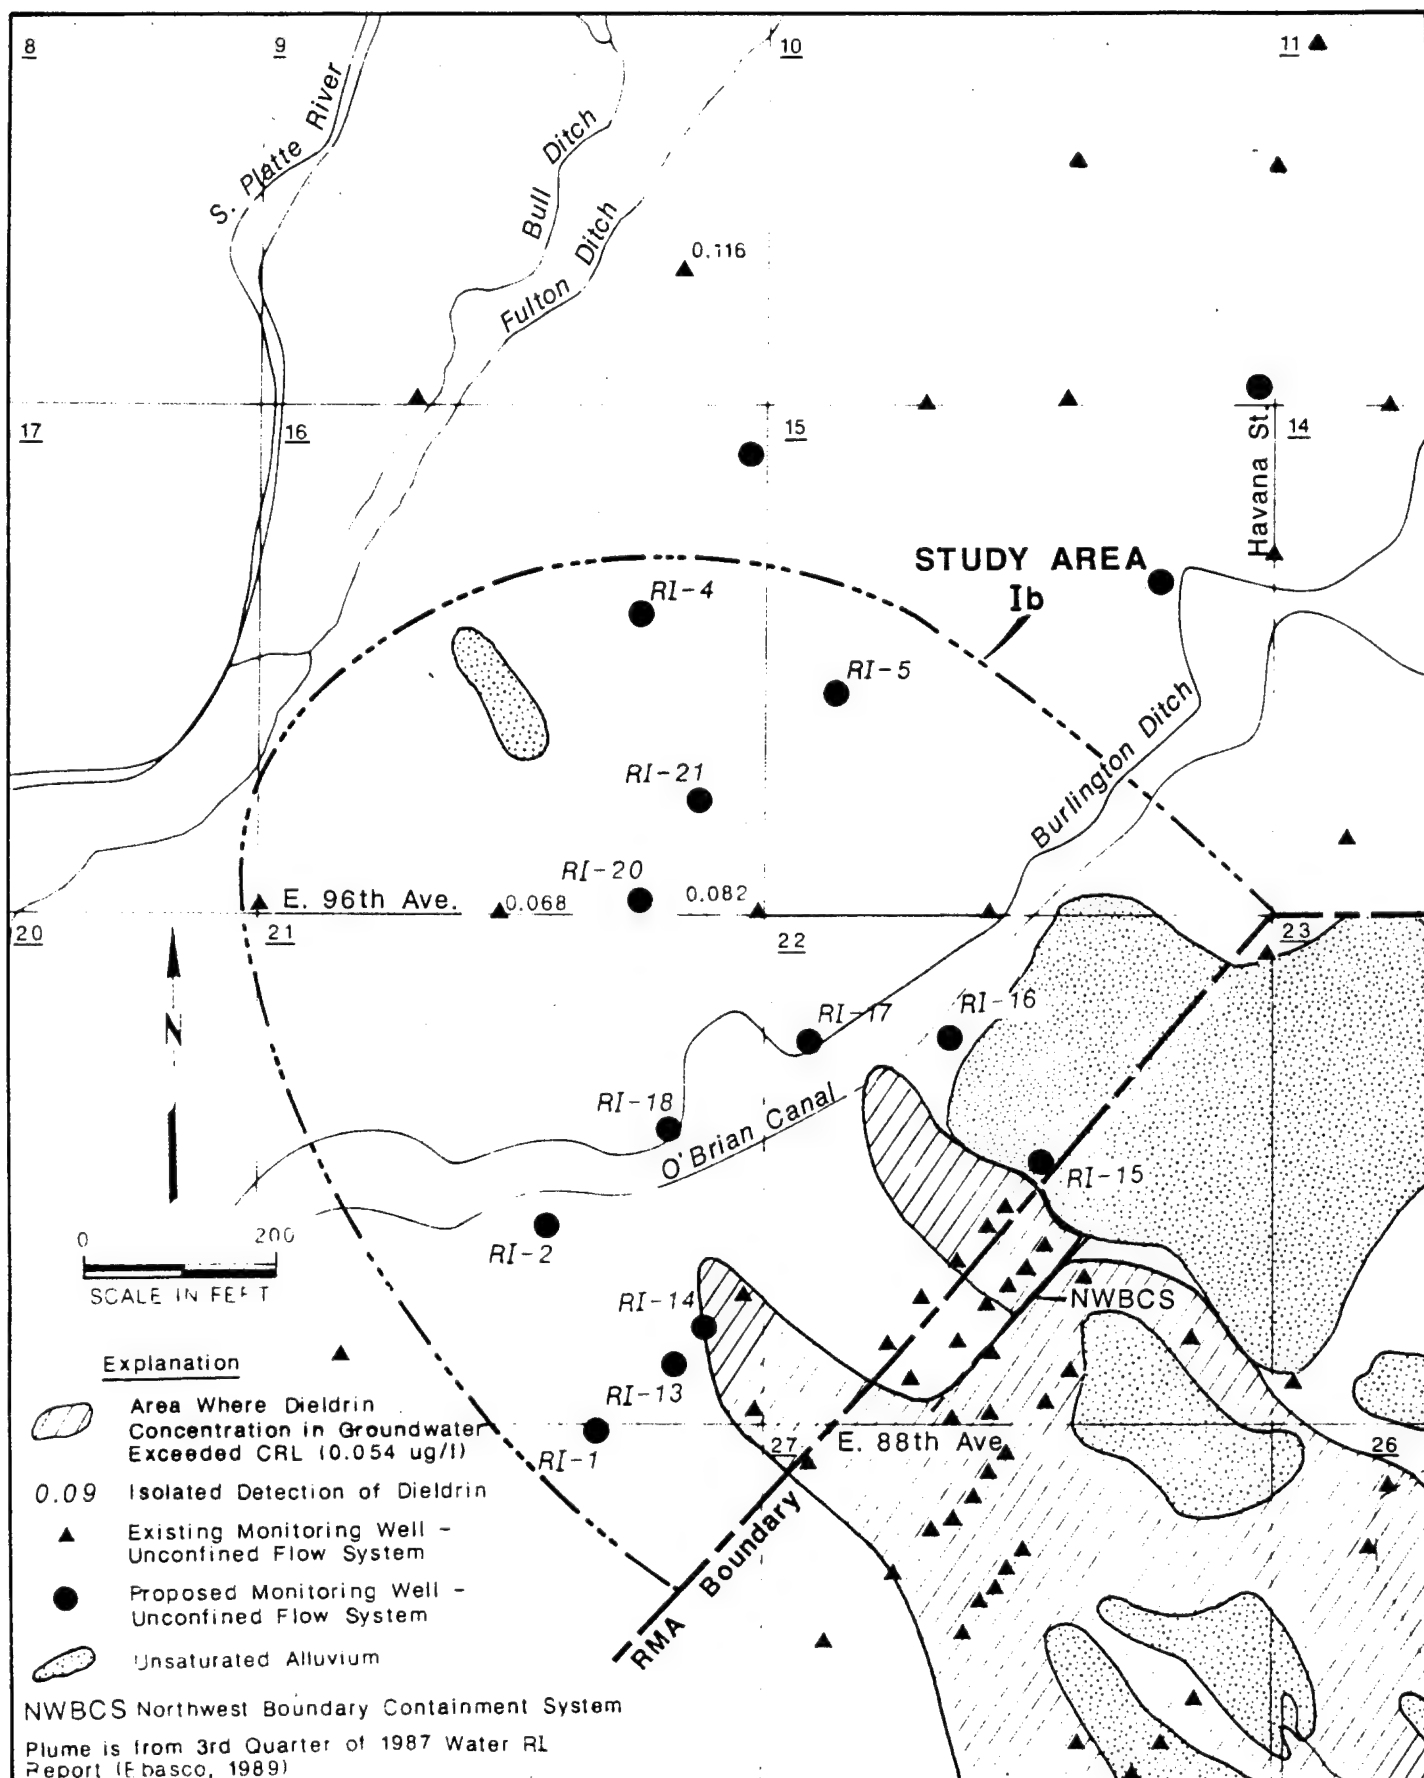 8
9
10
11
S. Platte River
Bull Ditch
Fulton Ditch
0.116
17
16
15
14
Havana St.
STUDY AREA
Ib
RI-4
RI-5
RI-21
Burlington Ditch
RI-20
E. 96th Ave.
0.068
0.082
20
21
22
23
N
RI-17
RI-16
RI-18
O'Brian Canal
RI-15
RI-2
0
200
SCALE IN FEET
NWBCS
RI-14
RI-13
RI-1
27
E. 88th Ave
26
RMA Boundary
Explanation
Area Where Dieldrin
Concentration in Groundwater
Exceeded CRL (0.054 ug/l)
0.09 Isolated Detection of Dieldrin
Existing Monitoring Well -
Unconfined Flow System
Proposed Monitoring Well -
Unconfined Flow System
Unsaturated Alluvium
NWBCS Northwest Boundary Containment System
Plume is from 3rd Quarter of 1987 Water RI
Report (Ebasco, 1989)